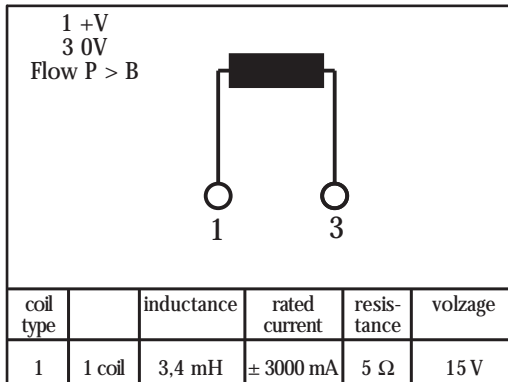 1 +V
3 0V
Flow P > B
1 3
coil type inductance rated current resis-tance volzage
1 1 coil 3,4 mH ± 3000 mA 5 Ω 15 V